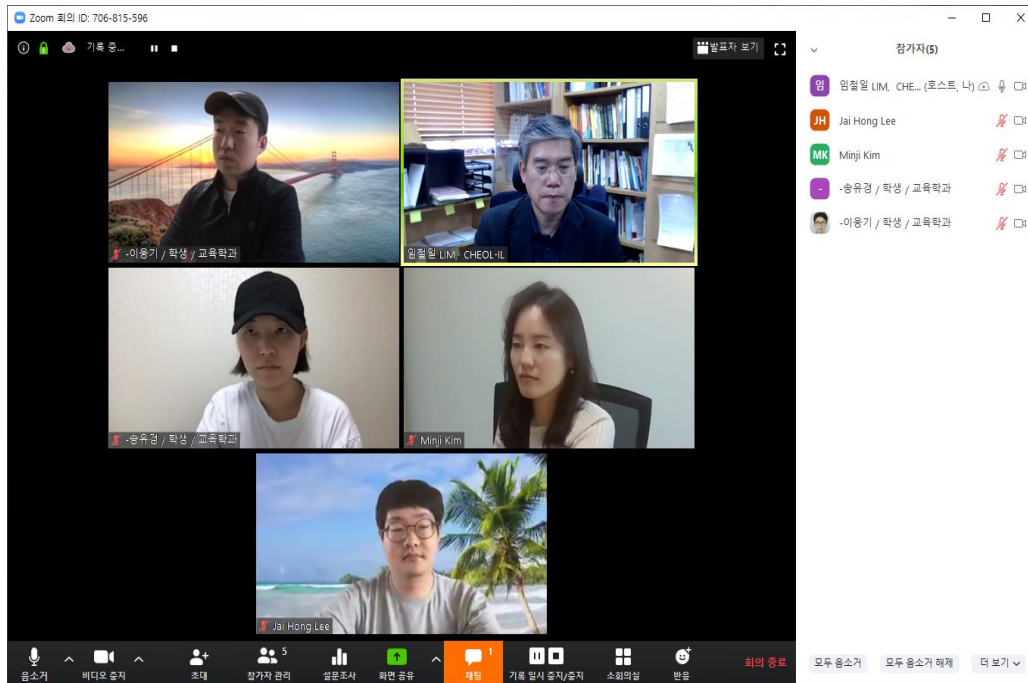 Zoom 회의 ID: 706-815-596
기록 중...
발표자 보기
-이웅기 / 학생 / 교육학과
임철일 LIM, CHEOL-IL
-송유경 / 학생 / 교육학과
Minji Kim
Jai Hong Lee
음소거
비디오 중지
초대
5
참가자 관리
설문조사
화면 공유
1
채팅
기록 일시 중지/중지
소회의실
반응
회의 종료
참가자(5)
임
임철일 LIM, CHE... (호스트, 나)
JH
Jai Hong Lee
MK
Minji Kim
-
-송유경 / 학생 / 교육학과
-이웅기 / 학생 / 교육학과
모두 음소거
모두 음소거 해제
더 보기